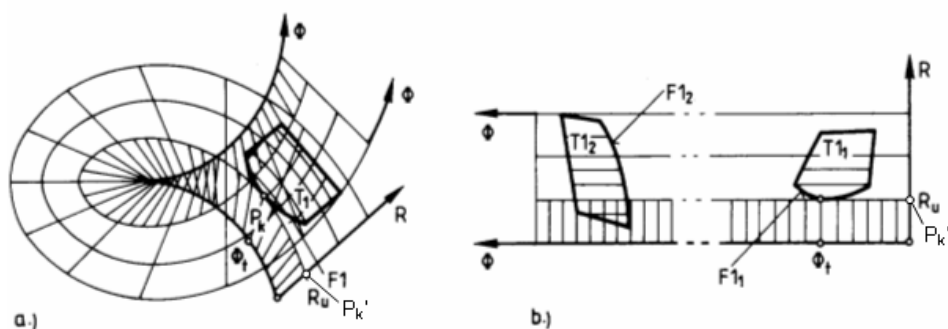 Φ
Φ
R
T₁
Pₖ
Φₜ
F1
Rᵤ
Pₖ'
a.)
R
F1₂
Φ
T1₂
T1₁
Rᵤ
Pₖ'
Φ
F1₁
Φₜ
b.)